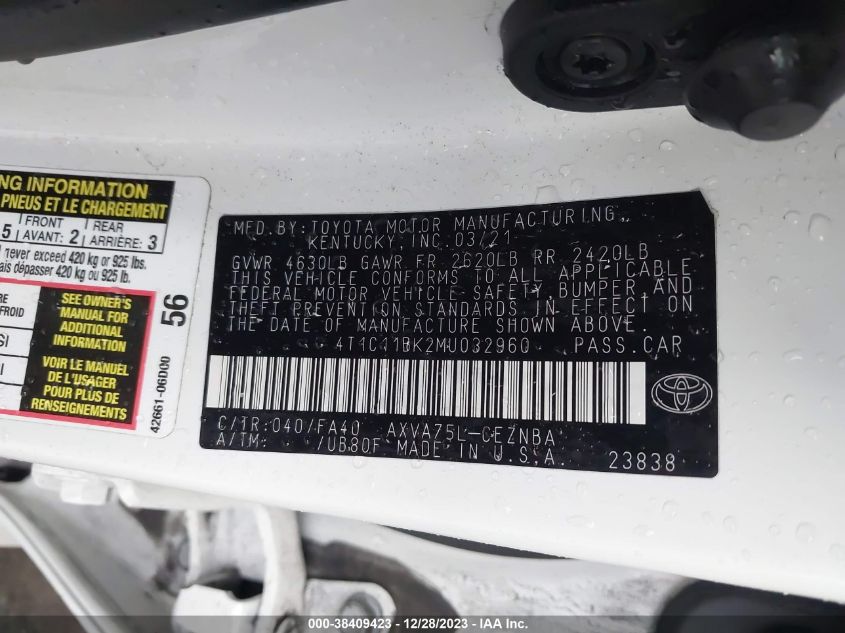 NG INFORMATION
PNEUS ET LE CHARGEMENT
5 FRONT AVANT: 2 REAR ARRIÈRE: 3
never exceed 420 kg or 925 lbs.
dépasser 420 kg ou 925 lb.
SEE OWNER'S
MANUAL FOR
ADDITIONAL
INFORMATION
VOIR LE MANUEL
DE L'USAGER
POUR PLUS DE
RENSEIGNEMENTS
FROID
SI
56
42661-06D00
MFD. BY: TOYOTA MOTOR MANUFACTURING,
KENTUCKY, INC. 03/21
GVWR 4630LB GAWR FR 2620LB RR 2420LB
THIS VEHICLE CONFORMS TO ALL APPLICABLE
FEDERAL MOTOR VEHICLE SAFETY, BUMPER AND
THEFT PREVENTION STANDARDS IN EFFECT ON
THE DATE OF MANUFACTURE SHOWN ABOVE.
4T1C11BK2MU032960 PASS.CAR
C/TR:040/FA40 AXVA75L-CEZNBA
A/TM: /UB80F MADE IN U.S.A. 23838
000-38409423 - 12/28/2023 - IAA Inc.